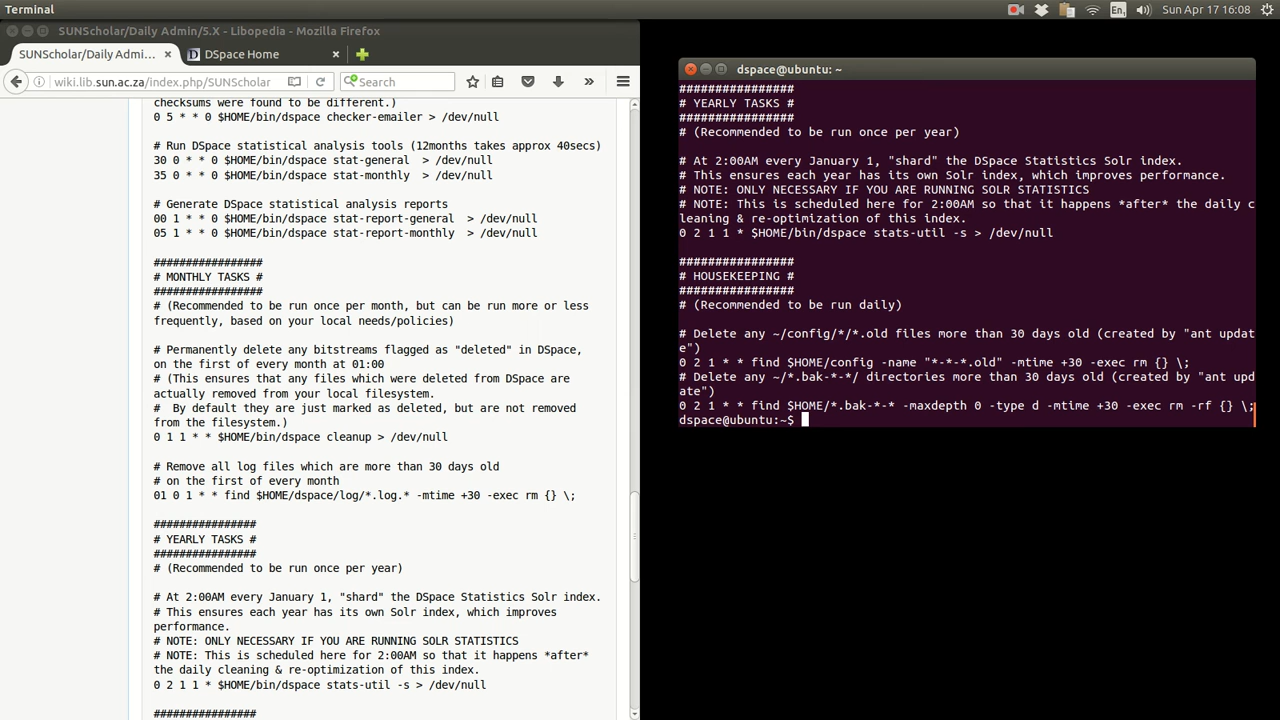 Terminal
En1
Sun Apr 17 16:08
SUNScholar/Daily Admin/5.X - Libopedia - Mozilla Firefox
SUNScholar/Daily Admi... ×
DSpace Home ×
wiki.lib.sun.ac.za/index.php/SUNScholar
Search
checksums were found to be different.)
0 5 * * 0 $HOME/bin/dspace checker-emailer > /dev/null
# Run DSpace statistical analysis tools (12months takes approx 40secs)
30 0 * * 0 $HOME/bin/dspace stat-general  > /dev/null
35 0 * * 0 $HOME/bin/dspace stat-monthly  > /dev/null
# Generate DSpace statistical analysis reports
00 1 * * 0 $HOME/bin/dspace stat-report-general > /dev/null
05 1 * * 0 $HOME/bin/dspace stat-report-monthly  > /dev/null
#################
# MONTHLY TASKS #
#################
# (Recommended to be run once per month, but can be run more or less
frequently, based on your local needs/policies)
# Permanently delete any bitstreams flagged as "deleted" in DSpace,
on the first of every month at 01:00
# (This ensures that any files which were deleted from DSpace are
actually removed from your local filesystem.
#  By default they are just marked as deleted, but are not removed
from the filesystem.)
0 1 1 * * $HOME/bin/dspace cleanup > /dev/null
# Remove all log files which are more than 30 days old
# on the first of every month
01 0 1 * * find $HOME/dspace/log/*.log.* -mtime +30 -exec rm {} \;
################
# YEARLY TASKS #
################
# (Recommended to be run once per year)
# At 2:00AM every January 1, "shard" the DSpace Statistics Solr index.
# This ensures each year has its own Solr index, which improves
performance.
# NOTE: ONLY NECESSARY IF YOU ARE RUNNING SOLR STATISTICS
# NOTE: This is scheduled here for 2:00AM so that it happens *after*
the daily cleaning & re-optimization of this index.
0 2 1 1 * $HOME/bin/dspace stats-util -s > /dev/null
################
dspace@ubuntu: ~
################
# YEARLY TASKS #
################
# (Recommended to be run once per year)
# At 2:00AM every January 1, "shard" the DSpace Statistics Solr index.
# This ensures each year has its own Solr index, which improves performance.
# NOTE: ONLY NECESSARY IF YOU ARE RUNNING SOLR STATISTICS
# NOTE: This is scheduled here for 2:00AM so that it happens *after* the daily c
leaning & re-optimization of this index.
0 2 1 1 * $HOME/bin/dspace stats-util -s > /dev/null
################
# HOUSEKEEPING #
################
# (Recommended to be run daily)
# Delete any ~/config/*/*.old files more than 30 days old (created by "ant updat
e")
0 2 1 * * find $HOME/config -name "*-*-*.old" -mtime +30 -exec rm {} \;
# Delete any ~/*.bak-*-*/ directories more than 30 days old (created by "ant upd
ate")
0 2 1 * * find $HOME/*.bak-*-* -maxdepth 0 -type d -mtime +30 -exec rm -rf {} \;
dspace@ubuntu:~$